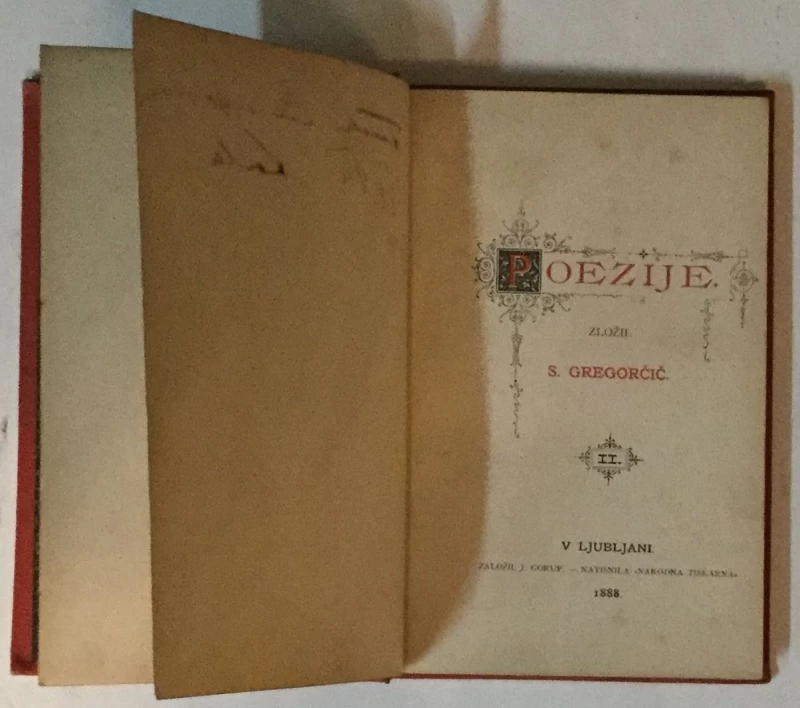 POEZIJE.
ZLOŽIL
S. GREGORČIČ.
II.
V LJUBLJANI.
ZALOŽIL J. GORUP. — NATISNILA »NARODNA TISKARNA«
1888.